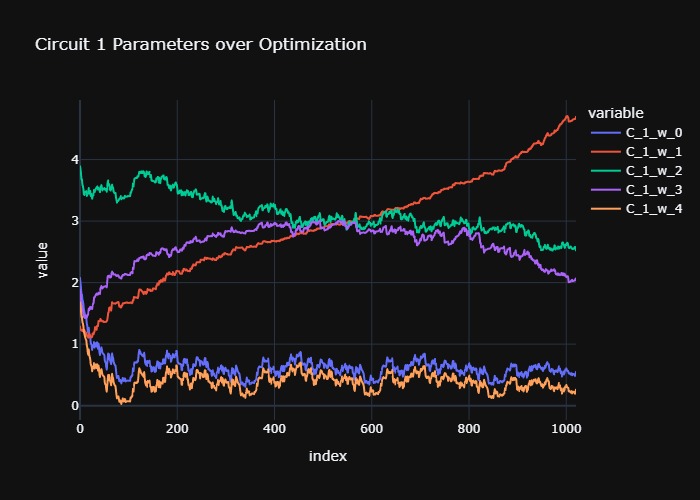 Circuit 1 Parameters over Optimization
variable
C_1_w_0
C_1_w_1
C_1_w_2
C_1_w_3
C_1_w_4
value
4
3
2
1
0
0 200 400 600 800 1000
index